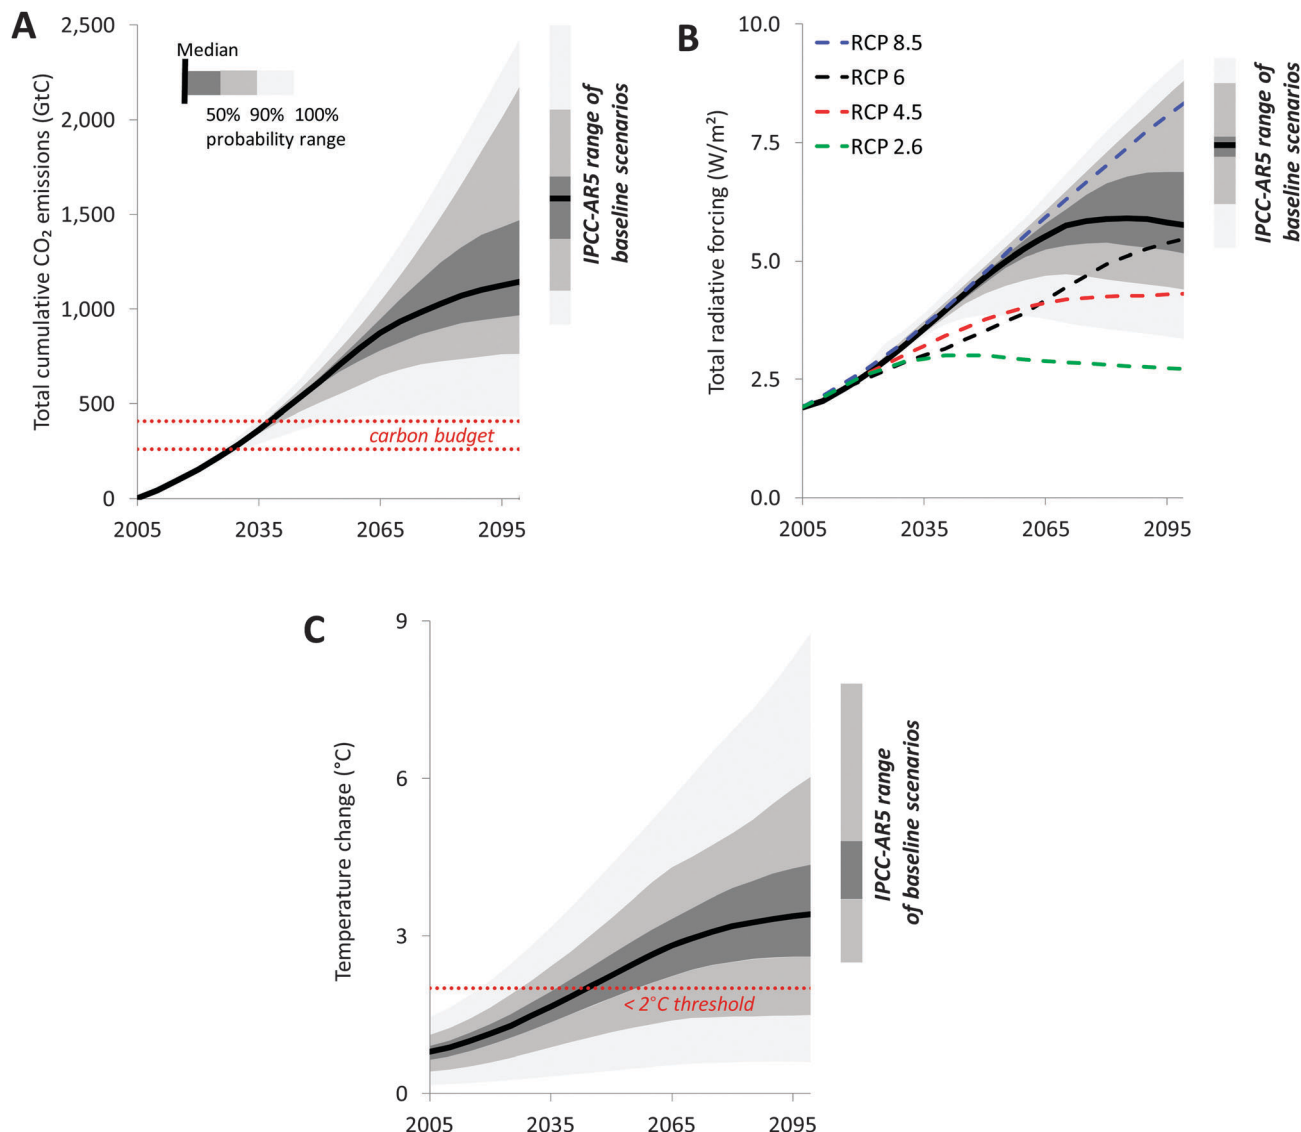 A
Total cumulative CO₂ emissions (GtC)
2,500
2,000
1,500
1,000
500
0
2005
2035
2065
2095
Median
50% 90% 100%
probability range
carbon budget
IPCC-AR5 range of
baseline scenarios
B
Total radiative forcing (W/m²)
10.0
7.5
5.0
2.5
0.0
2005
2035
2065
2095
RCP 8.5
RCP 6
RCP 4.5
RCP 2.6
IPCC-AR5 range of
baseline scenarios
C
Temperature change (°C)
9
6
3
0
2005
2035
2065
2095
< 2°C threshold
IPCC-AR5 range
of baseline scenarios